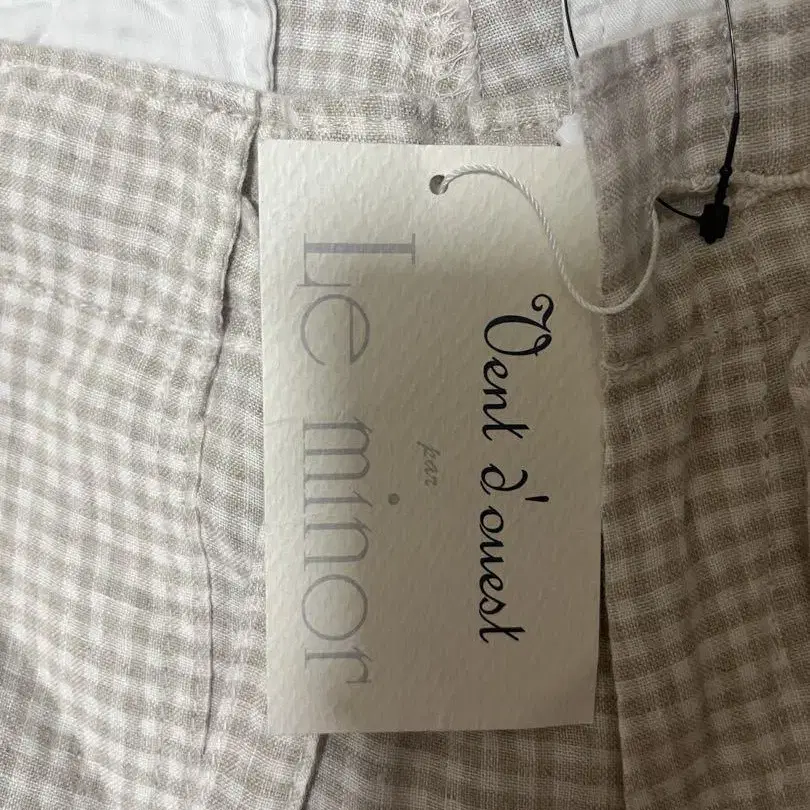 Vent d'ouest
par
Le minor